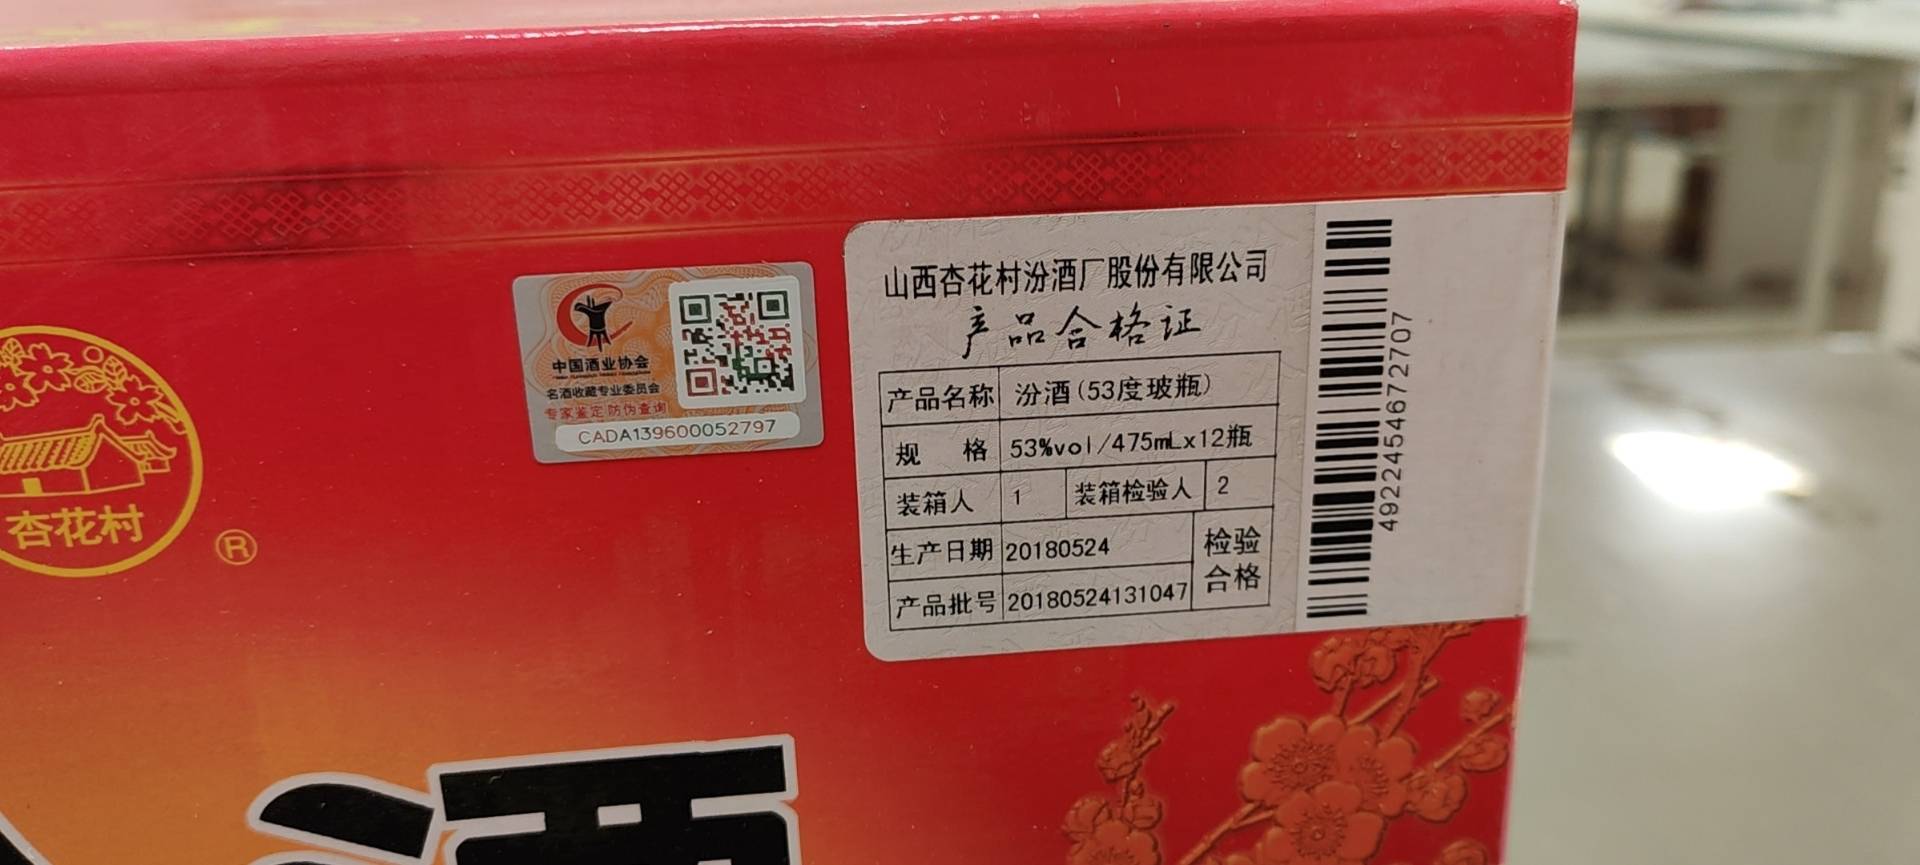 杏花村
®
中国酒业协会
名酒收藏专业委员会
专家鉴定 防伪查询
CADA139600052797
山西杏花村汾酒厂股份有限公司
产品合格证
产品名称 汾酒(53度玻瓶)
规 格 53%vol/475mLx12瓶
装箱人 1 装箱检验人 2
生产日期 20180524
检验合格
产品批号 20180524131047
4922454672707
酒